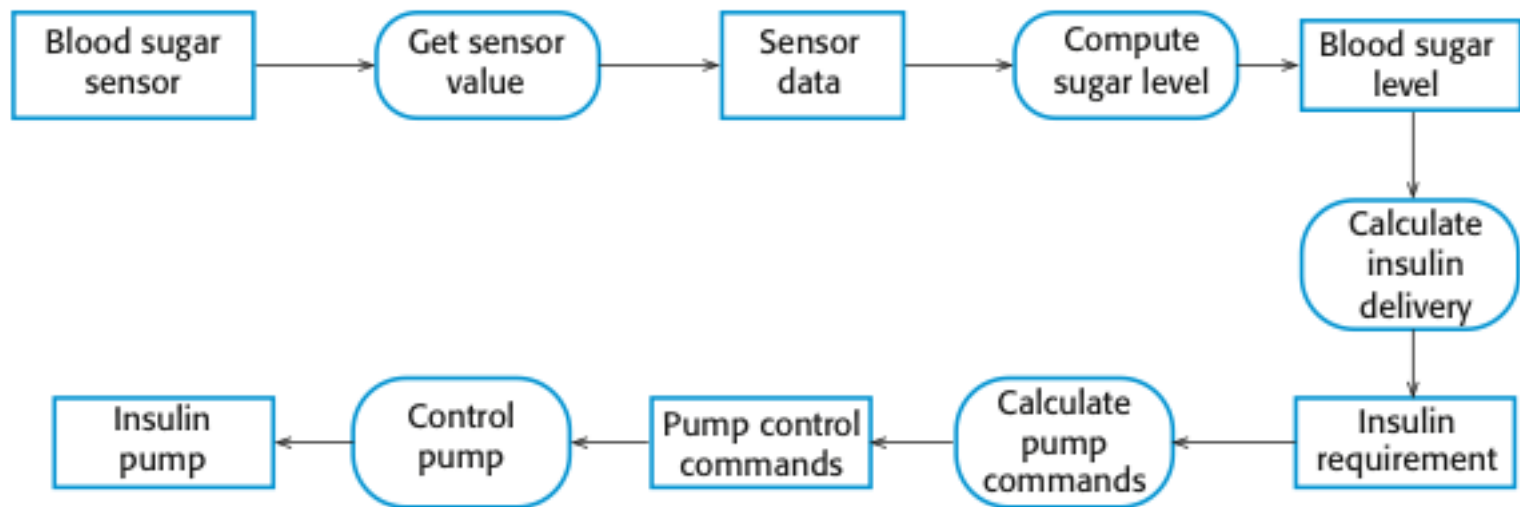 Blood sugar
sensor
Get sensor
value
Sensor
data
Compute
sugar level
Blood sugar
level
Calculate
insulin
delivery
Insulin
requirement
Calculate
pump
commands
Pump control
commands
Control
pump
Insulin
pump